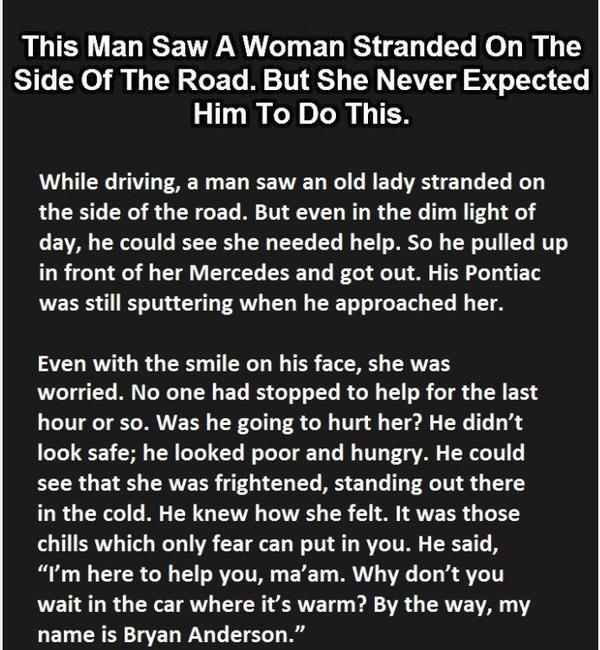 This Man Saw A Woman Stranded On The
Side Of The Road. But She Never Expected
Him To Do This.
While driving, a man saw an old lady stranded on
the side of the road. But even in the dim light of
day, he could see she needed help. So he pulled up
in front of her Mercedes and got out. His Pontiac
was still sputtering when he approached her.
Even with the smile on his face, she was
worried. No one had stopped to help for the last
hour or so. Was he going to hurt her? He didn’t
look safe; he looked poor and hungry. He could
see that she was frightened, standing out there
in the cold. He knew how she felt. It was those
chills which only fear can put in you. He said,
“I’m here to help you, ma’am. Why don’t you
wait in the car where it’s warm? By the way, my
name is Bryan Anderson.”